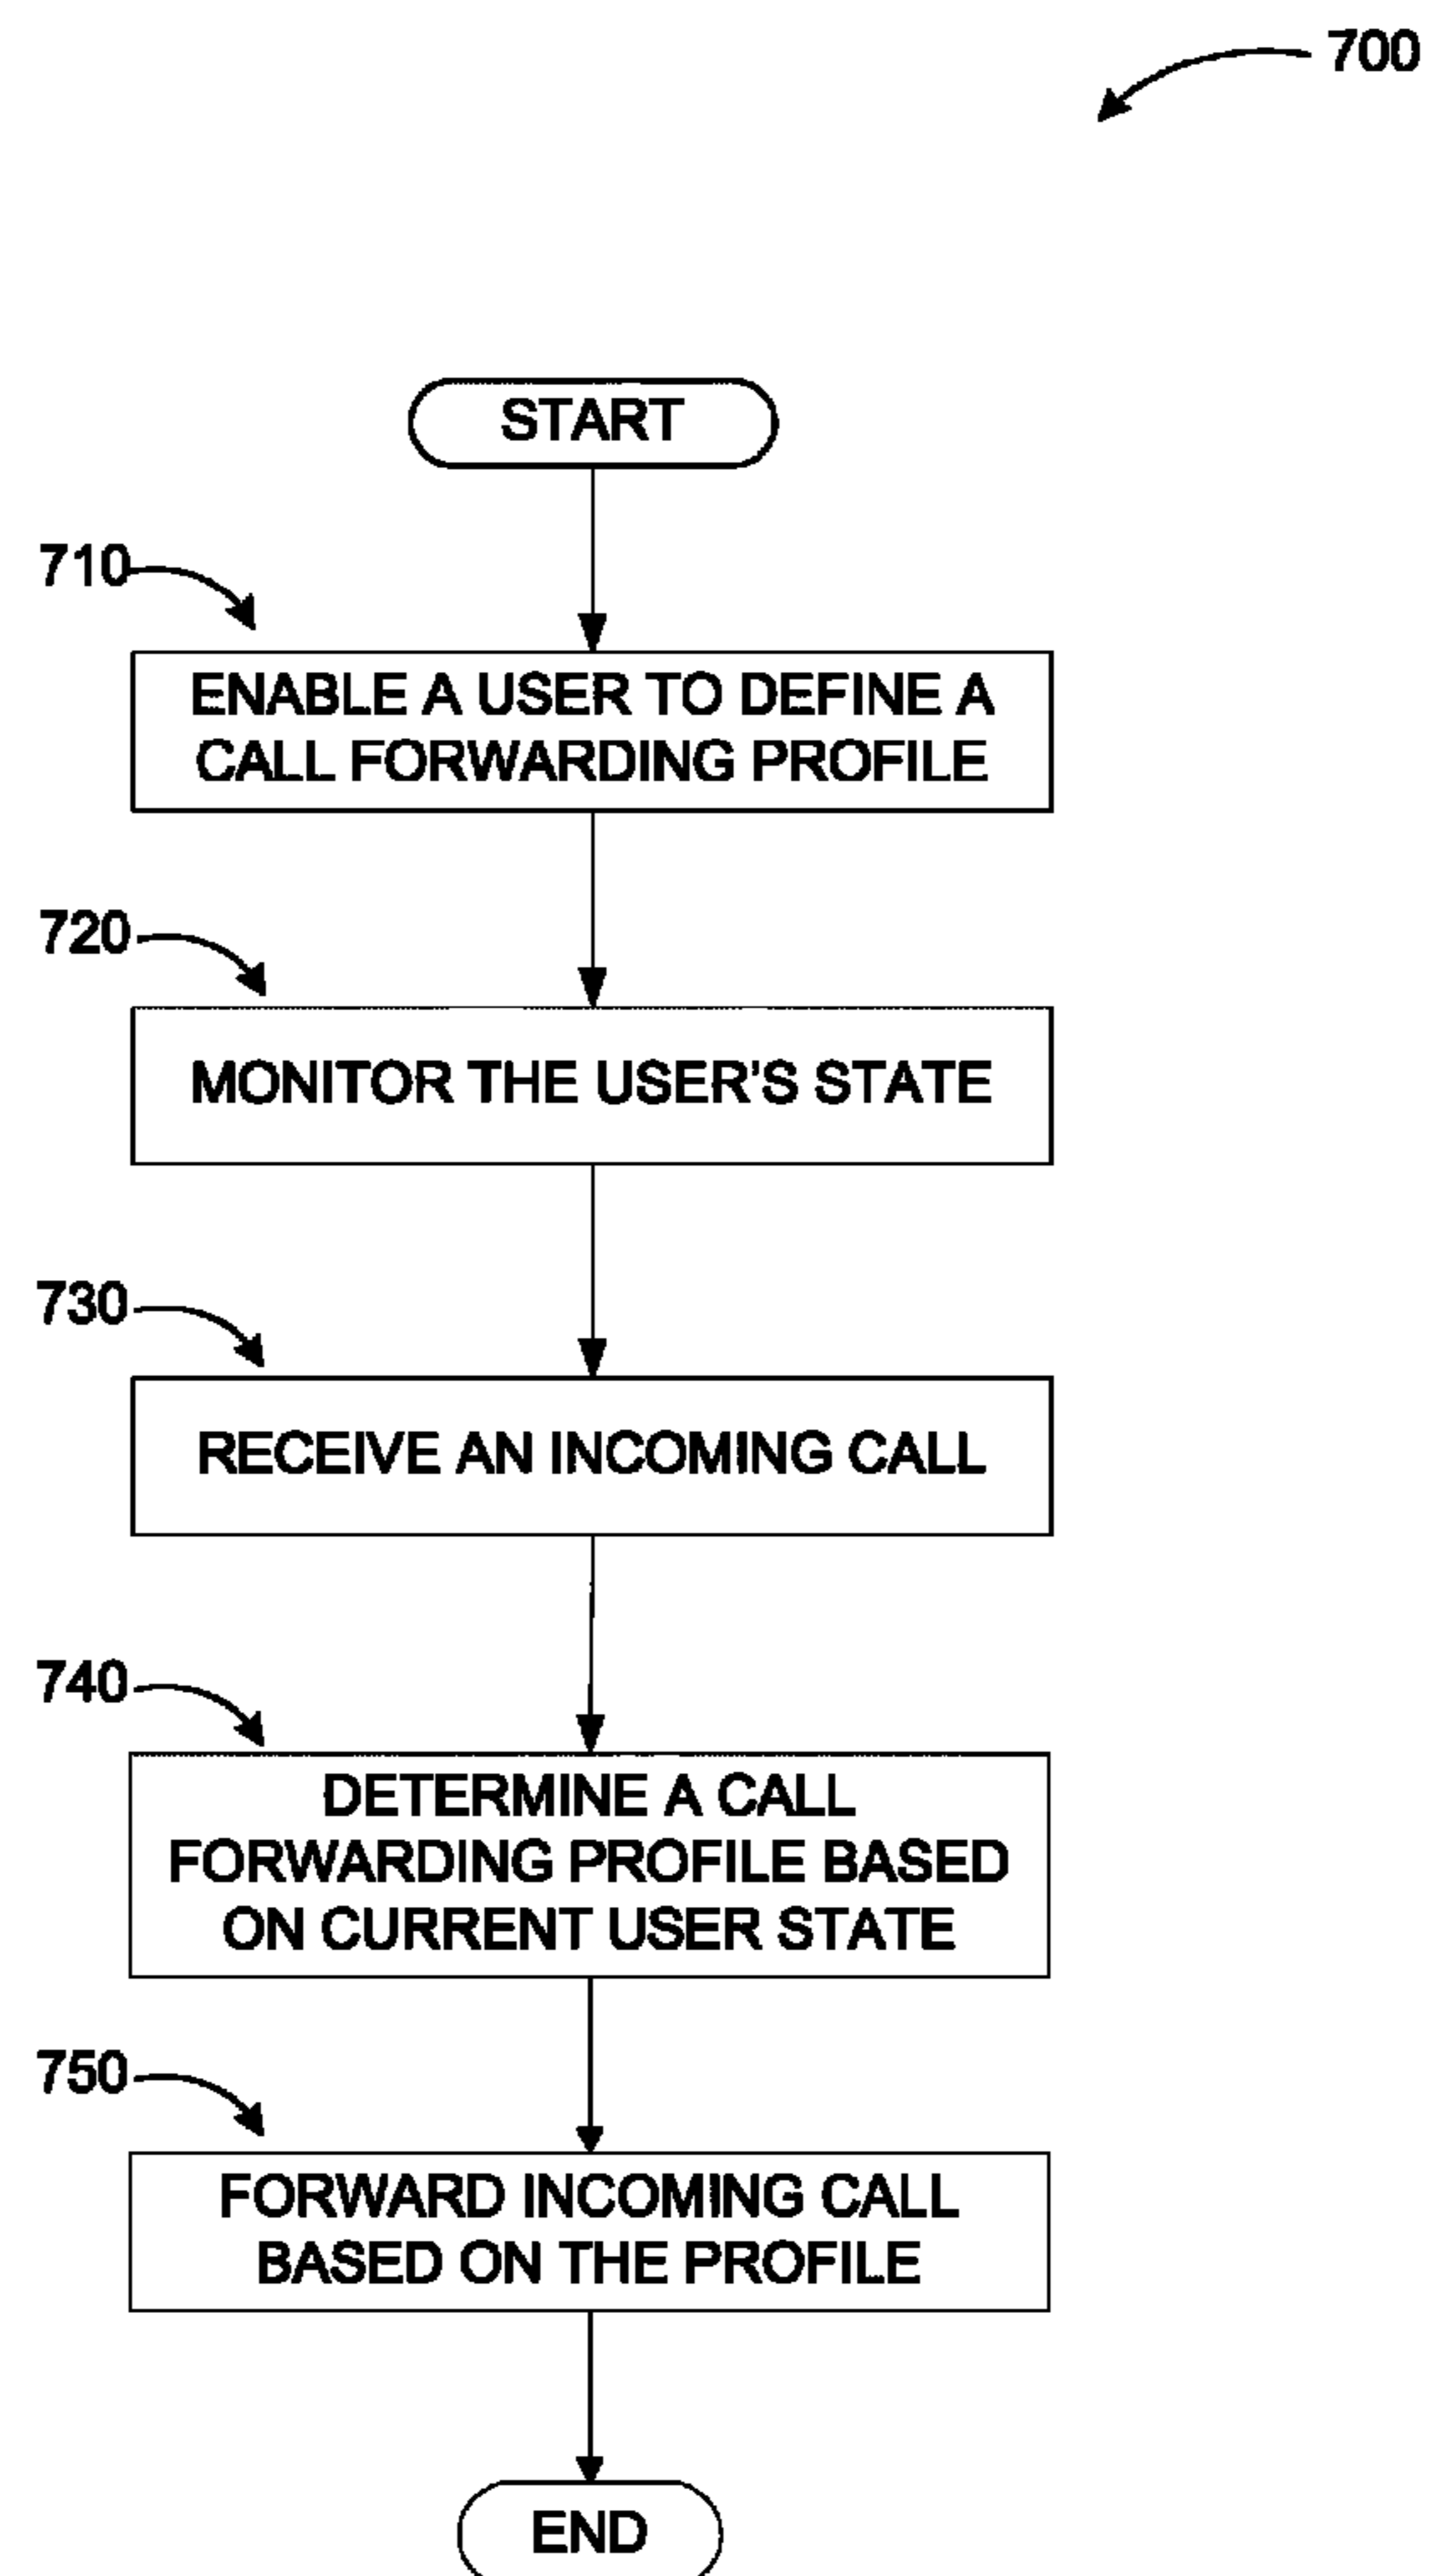 700
START
710
ENABLE A USER TO DEFINE A
CALL FORWARDING PROFILE
720
MONITOR THE USER'S STATE
730
RECEIVE AN INCOMING CALL
740
DETERMINE A CALL
FORWARDING PROFILE BASED
ON CURRENT USER STATE
750
FORWARD INCOMING CALL
BASED ON THE PROFILE
END